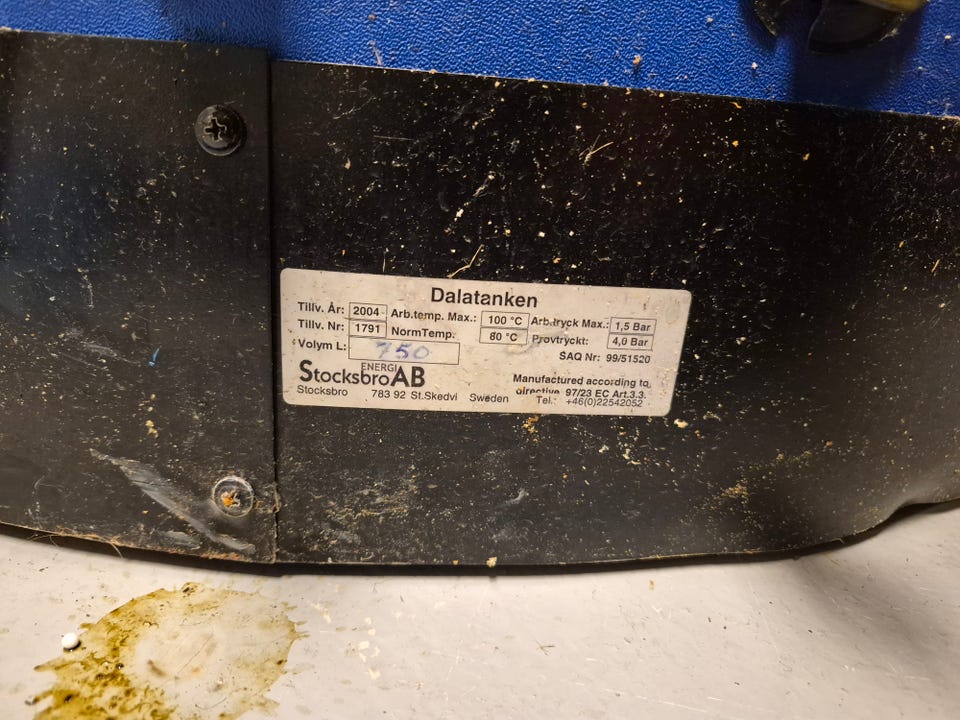 Dalatanken
Tillv. År: 2004 Arb.temp. Max.: 100 °C Arb.tryck Max.: 1,5 Bar
Tillv. Nr: 1791 NormTemp. 80 °C Provtryckt: 4,0 Bar
Volym L: 750 SAQ Nr: 99/51520
ENERGI
StocksbroAB Manufactured according to
directive 97/23 EC Art.3.3.
Stocksbro 783 92 St.Skedvi Sweden Tel.: +46(0)22542052